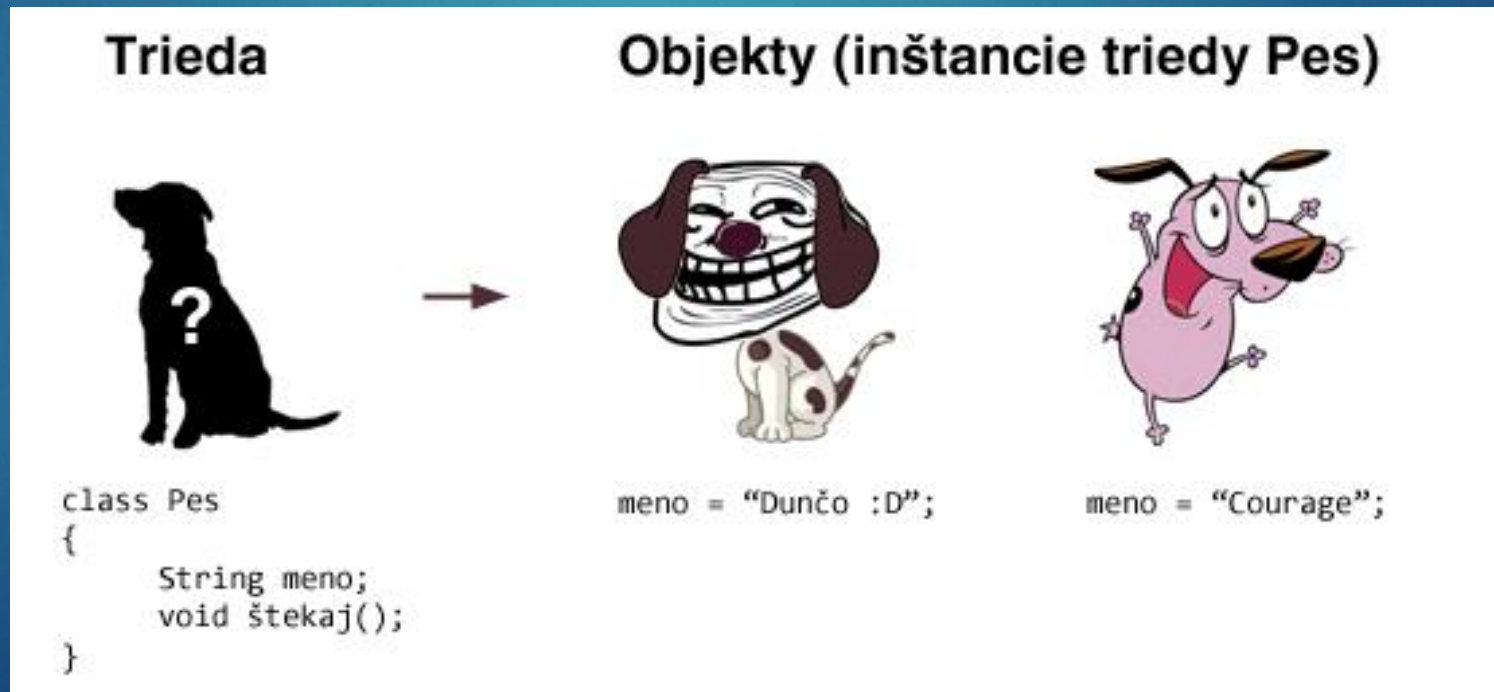 Trieda
Objekty (inštancie triedy Pes)
?
class Pes
{
String meno;
void štekaj();
}
meno = “Dunčo :D”;
meno = “Courage”;